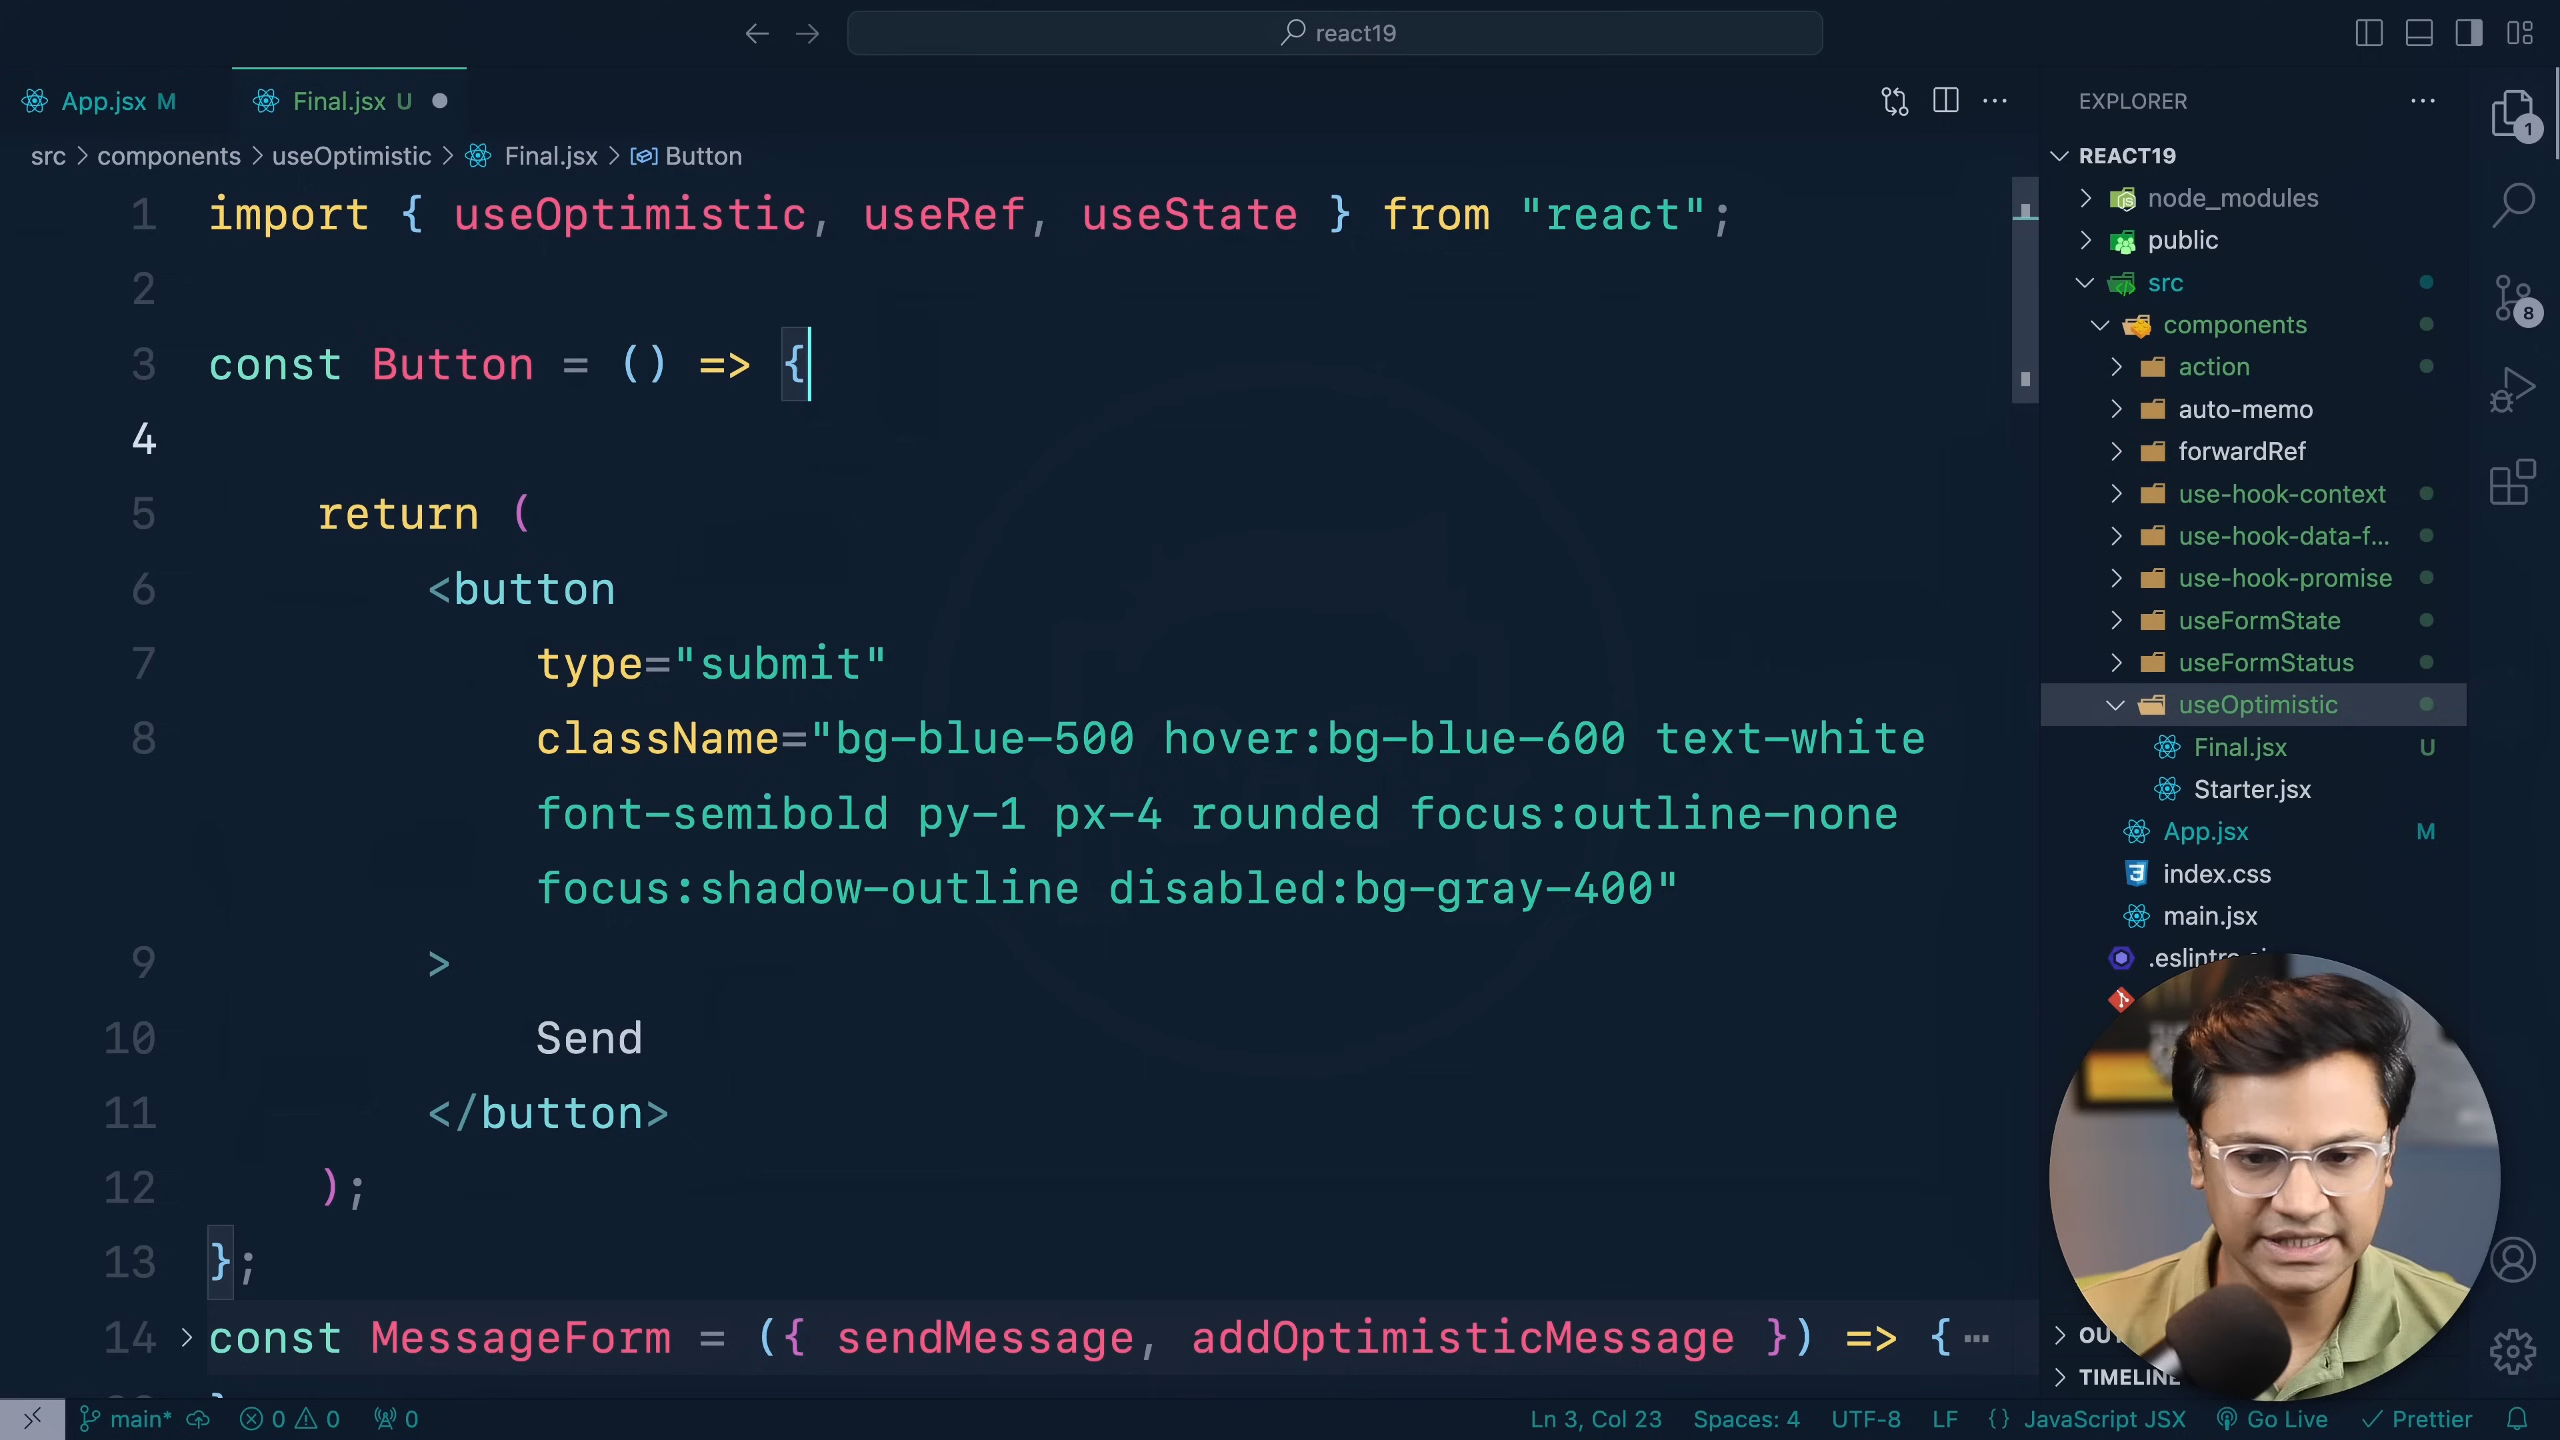 react19
App.jsx M
Final.jsx U
src > components > useOptimistic > Final.jsx > Button
1 import { useOptimistic, useRef, useState } from "react";
2
3 const Button = () => {
4
5 return (
6 <button
7 type="submit"
8 className="bg-blue-500 hover:bg-blue-600 text-white
font-semibold py-1 px-4 rounded focus:outline-none
focus:shadow-outline disabled:bg-gray-400"
9 >
10 Send
11 </button>
12 );
13 };
14 const MessageForm = ({ sendMessage, addOptimisticMessage }) => {
EXPLORER
REACT19
node_modules
public
src
components
action
auto-memo
forwardRef
use-hook-context
use-hook-data-f...
use-hook-promise
useFormState
useFormStatus
useOptimistic
Final.jsx U
Starter.jsx
App.jsx M
index.css
main.jsx
TIMELINE
1
8
main* 0 0 0
Ln 3, Col 23 Spaces: 4 UTF-8 LF {} JavaScript JSX Go Live Prettier